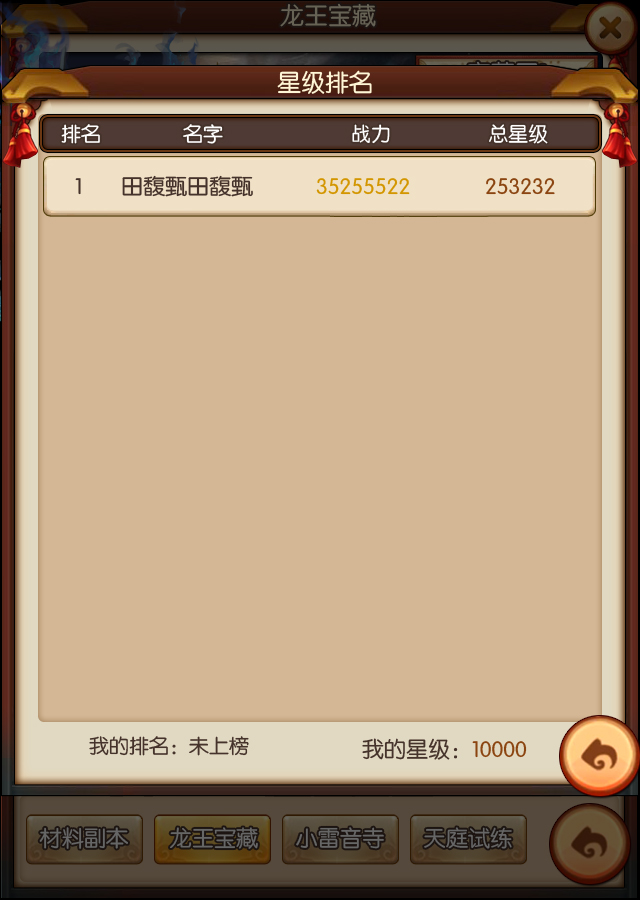 龙王宝藏
星级排名
排名 名字 战力 总星级
1 田馥甄田馥甄 35255522 253232
我的排名：未上榜 我的星级：10000
材料副本 龙王宝藏 小雷音寺 天庭试练